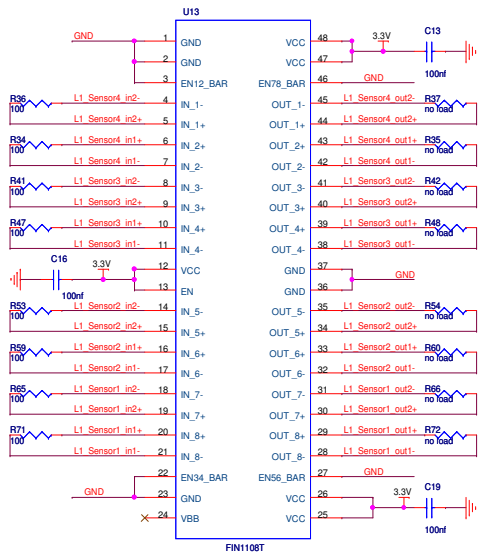 U13
GND 1 GND VCC 48 3.3V C13
2 GND VCC 47 100nf
3 EN12_BAR EN78_BAR 46 GND
R36 100 L1_Sensor4_in2- 4 IN_1- OUT_1- 45 L1_Sensor4_out2- R37 no load
L1_Sensor4_in2+ 5 IN_1+ OUT_1+ 44 L1_Sensor4_out2+
R34 100 L1_Sensor4_in1+ 6 IN_2+ OUT_2+ 43 L1_Sensor4_out1+ R35 no load
L1_Sensor4_in1- 7 IN_2- OUT_2- 42 L1_Sensor4_out1-
R41 100 L1_Sensor3_in2- 8 IN_3- OUT_3- 41 L1_Sensor3_out2- R42 no load
L1_Sensor3_in2+ 9 IN_3+ OUT_3+ 40 L1_Sensor3_out2+
R47 100 L1_Sensor3_in1+ 10 IN_4+ OUT_4+ 39 L1_Sensor3_out1+ R48 no load
L1_Sensor3_in1- 11 IN_4- OUT_4- 38 L1_Sensor3_out1-
C16 3.3V 12 VCC GND 37 GND
100nf 13 EN GND 36
R53 100 L1_Sensor2_in2- 14 IN_5- OUT_5- 35 L1_Sensor2_out2- R54 no load
L1_Sensor2_in2+ 15 IN_5+ OUT_5+ 34 L1_Sensor2_out2+
R59 100 L1_Sensor2_in1+ 16 IN_6+ OUT_6+ 33 L1_Sensor2_out1+ R60 no load
L1_Sensor2_in1- 17 IN_6- OUT_6- 32 L1_Sensor2_out1-
R65 100 L1_Sensor1_in2- 18 IN_7- OUT_7- 31 L1_Sensor1_out2- R66 no load
L1_Sensor1_in2+ 19 IN_7+ OUT_7+ 30 L1_Sensor1_out2+
R71 100 L1_Sensor1_in1+ 20 IN_8+ OUT_8+ 29 L1_Sensor1_out1+ R72 no load
L1_Sensor1_in1- 21 IN_8- OUT_8- 28 L1_Sensor1_out1-
22 EN34_BAR EN56_BAR 27 GND
GND 23 GND VCC 26 3.3V C19
24 VBB VCC 25 100nf
FIN1108T